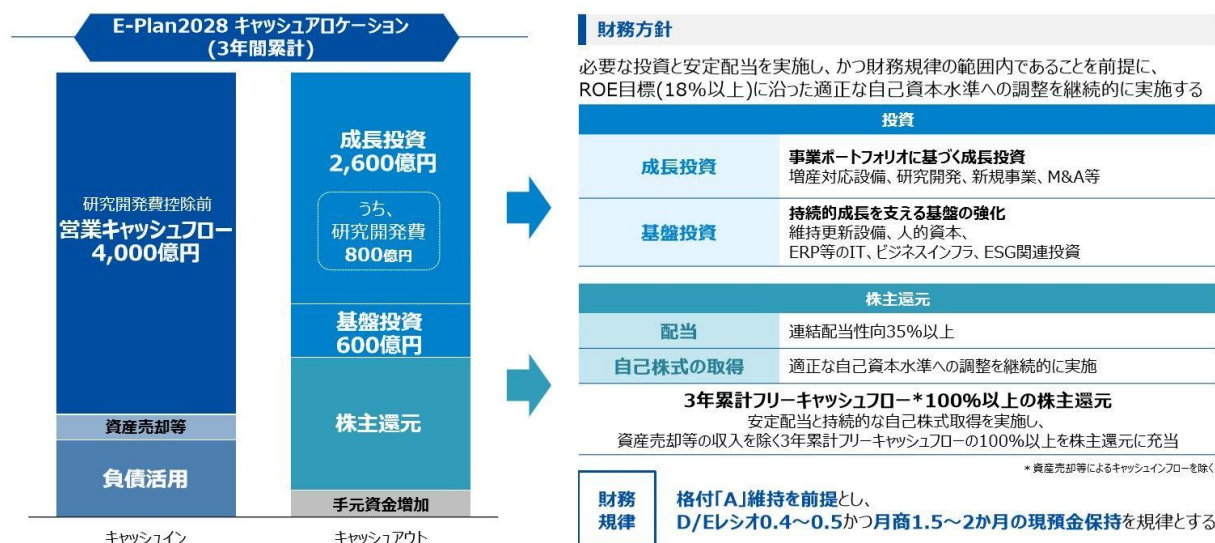 E-Plan2028 キャッシュアロケーション
(3年間累計)
研究開発費控除前
営業キャッシュフロー
4,000億円
資産売却等
負債活用
キャッシュイン
成長投資
2,600億円
うち、
研究開発費
800億円
基盤投資
600億円
株主還元
手元資金増加
キャッシュアウト
財務方針
必要な投資と安定配当を実施し、かつ財務規律の範囲内であることを前提に、
ROE目標(18%以上)に沿った適正な自己資本水準への調整を継続的に実施する
投資
成長投資
事業ポートフォリオに基づく成長投資
増産対応設備、研究開発、新規事業、M&A等
基盤投資
持続的成長を支える基盤の強化
維持更新設備、人的資本、
ERP等のIT、ビジネスインフラ、ESG関連投資
株主還元
配当
連結配当性向35%以上
自己株式の取得
適正な自己資本水準への調整を継続的に実施
3年累計フリーキャッシュフロー*100%以上の株主還元
安定配当と持続的な自己株式取得を実施し、
資産売却等の収入を除く3年累計フリーキャッシュフローの100%以上を株主還元に充当
*資産売却等によるキャッシュインフローを除く
財務
規律
格付「A」維持を前提とし、
D/Eレシオ0.4~0.5かつ月商1.5~2か月の現預金保持を規律とする